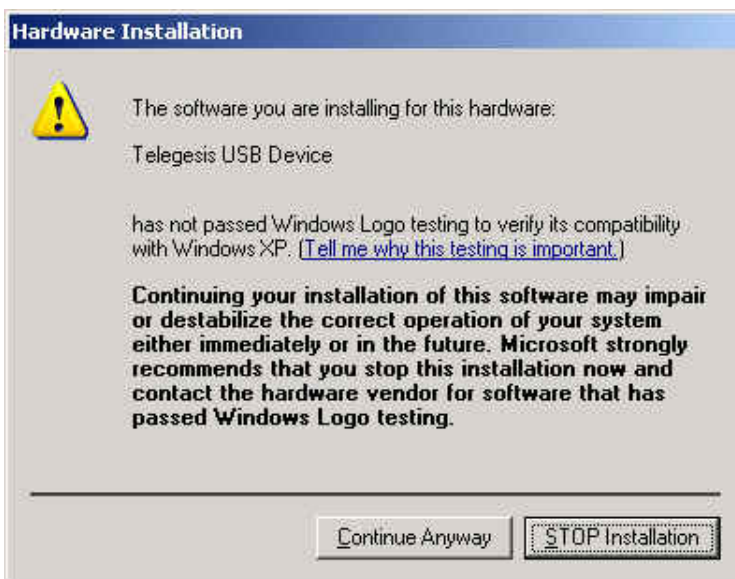 Hardware Installation
The software you are installing for this hardware:
Telegesis USB Device
has not passed Windows Logo testing to verify its compatibility
with Windows XP. (Tell me why this testing is important.)
Continuing your installation of this software may impair
or destabilize the correct operation of your system
either immediately or in the future. Microsoft strongly
recommends that you stop this installation now and
contact the hardware vendor for software that has
passed Windows Logo testing.
Continue Anyway
STOP Installation